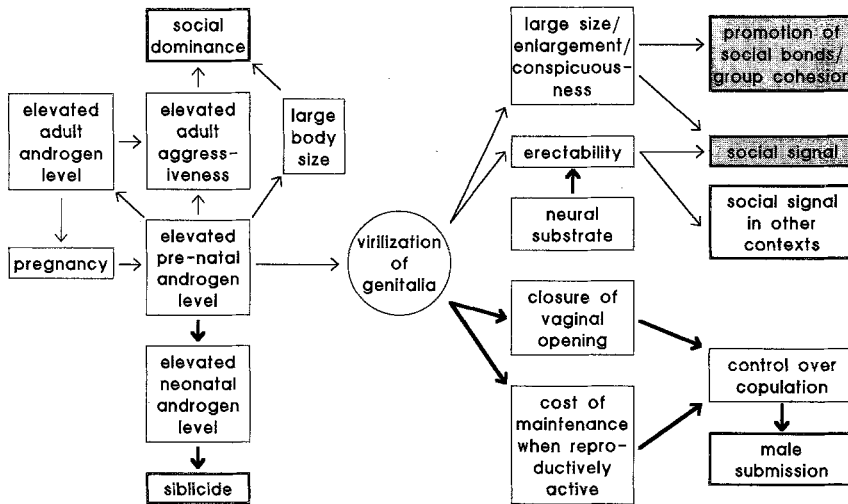 social
dominance
elevated
adult
androgen
level
elevated
adult
aggress-
iveness
large
body
size
pregnancy
elevated
pre-natal
androgen
level
elevated
neonatal
androgen
level
siblicide
virilization
of
genitalia
large size/
enlargement/
conspicuous-
ness
promotion of
social bonds/
group cohesion
erectability
social signal
neural
substrate
social signal
in other
contexts
closure of
vaginal
opening
cost of
maintenance
when repro-
ductively
active
control over
copulation
male
submission